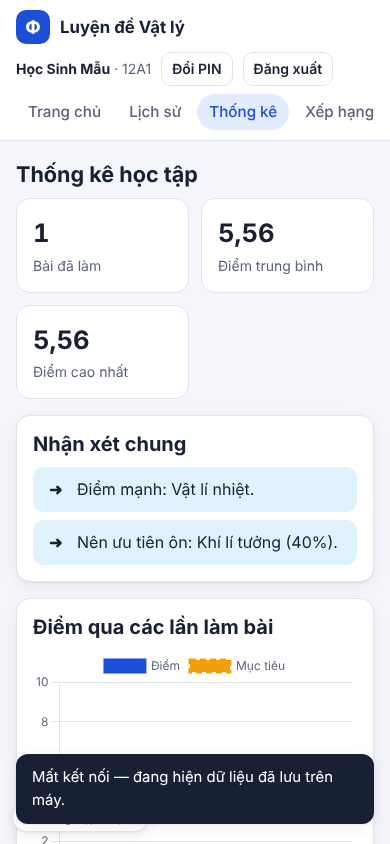 Φ Luyện đề Vật lý
Học Sinh Mẫu · 12A1 Đổi PIN Đăng xuất
Trang chủ Lịch sử Thống kê Xếp hạng
Thống kê học tập
1
Bài đã làm
5,56
Điểm trung bình
5,56
Điểm cao nhất
Nhận xét chung
➜ Điểm mạnh: Vật lí nhiệt.
➜ Nên ưu tiên ôn: Khí lí tưởng (40%).
Điểm qua các lần làm bài
Điểm Mục tiêu
10
8
Mất kết nối — đang hiện dữ liệu đã lưu trên
máy.
2